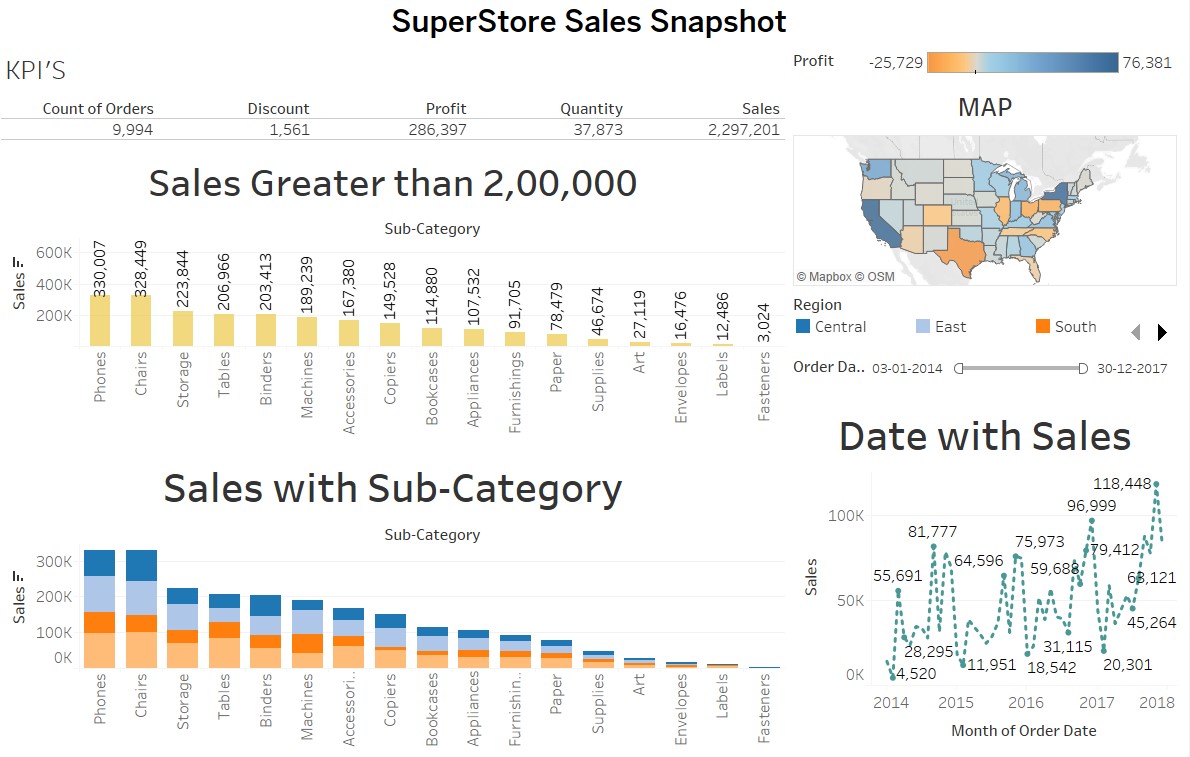 SuperStore Sales Snapshot
KPI'S
Count of Orders Discount Profit Quantity Sales
9,994 1,561 286,397 37,873 2,297,201
Profit -25,729 76,381
MAP
© Mapbox © OSM
Region
Central East South
Order Da.. 03-01-2014 30-12-2017
Sales Greater than 2,00,000
Sub-Category
Sales
600K
400K
200K
330,007 328,449 223,844 206,966 203,413 189,239 167,380 149,528 114,880 107,532 91,705 78,479 46,674 27,119 16,476 12,486 3,024
Phones Chairs Storage Tables Binders Machines Accessories Copiers Bookcases Appliances Furnishings Paper Supplies Art Envelopes Labels Fasteners
Sales with Sub-Category
Sub-Category
Sales
300K
200K
100K
0K
Phones Chairs Storage Tables Binders Machines Accessori.. Copiers Bookcases Appliances Furnishin.. Paper Supplies Art Envelopes Labels Fasteners
Date with Sales
Sales
100K
50K
0K
118,448
96,999
81,777
75,973
79,412
64,596
59,688
55,691
68,121
45,264
28,295
31,115
11,951
18,542
20,301
4,520
2014 2015 2016 2017 2018
Month of Order Date